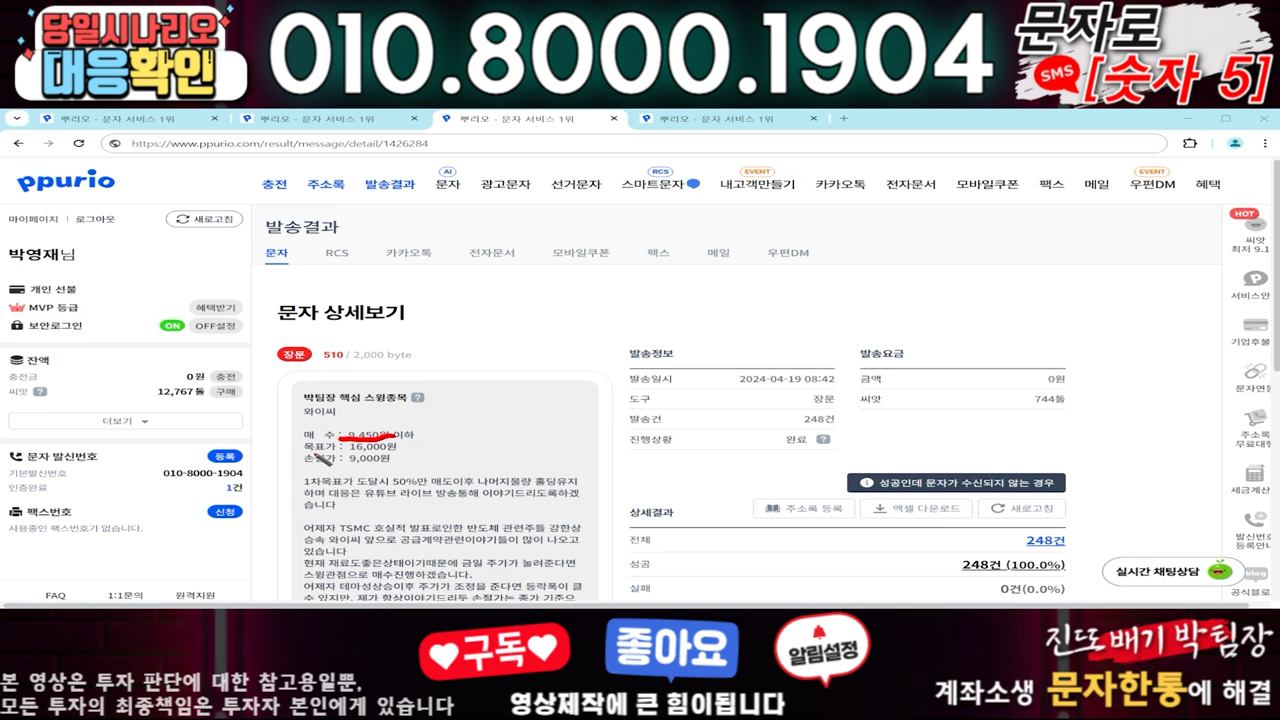 당일시나리오
대응확인
010.8000.1904
문자로
SMS [숫자 5]
뿌리오 - 문자 서비스 1위
뿌리오 - 문자 서비스 1위
뿌리오 - 문자 서비스 1위
뿌리오 - 문자 서비스 1위
https://www.ppurio.com/result/message/detail/1426284
AI RCS EVENT EVENT
ppurio 충전 주소록 발송결과 문자 광고문자 선거문자 스마트문자 내고객만들기 카카오톡 전자문서 모바일쿠폰 팩스 메일 우편DM 혜택
마이페이지 | 로그아웃 새로고침
박영재님
개인 선불
MVP 등급 혜택받기
보안로그인 ON OFF설정
잔액
충전금 0원 충전
씨앗 ? 12,767톨 구매
더보기
문자 발신번호 등록
기본발신번호 010-8000-1904
인증완료 1건
팩스번호 신청
사용중인 팩스번호가 없습니다.
FAQ 1:1문의 원격지원
발송결과
문자 RCS 카카오톡 전자문서 모바일쿠폰 팩스 메일 우편DM
문자 상세보기
장문 510 / 2,000 byte
박팀장 핵심 스윙종목 ?
와이씨
매 수 : 9,450원 이하
목표가 : 16,000원
손절가 : 9,000원
1차목표가 도달시 50%만 매도이후 나머지물량 홀딩유지
하며 대응은 유튜브 라이브 방송통해 이야기드리도록하겠
습니다
어제자 TSMC 호실적 발표로인한 반도체 관련주들 강한상
승속 와이씨 앞으로 공급계약관련이야기들이 많이 나오고
있습니다
현재 재료도좋은상태이기때문에 금일 주가가 눌려준다면
스윙관점으로 매수진행하겠습니다.
어제자 테마성상승이후 주가가 조정을 준다면 등락폭이 클
수 있지만, 제가 항상이야기드리듯 손절가는 종가 기준으
발송정보
발송일시 2024-04-19 08:42
도구 장문
발송건 248건
진행상황 완료 ?
발송요금
금액 0원
씨앗 744톨
성공인데 문자가 수신되지 않는 경우
상세결과 주소록 등록 엑셀 다운로드 새로고침
전체 248건
성공 248건 (100.0%)
실패 0건(0.0%)
HOT
씨앗
최저 9.1
서비스안
기업후불
문자연동
주소록
무료대행
세금계산
발신번호
등록안내
blog
공식블로
실시간 채팅상담
구독
좋아요
알림설정
영상제작에 큰 힘이됩니다
본 영상은 투자 판단에 대한 참고용일뿐,
모든 투자의 최종책임은 투자자 본인에게 있습니다
진또배기 박팀장
계좌소생 문자한통에 해결